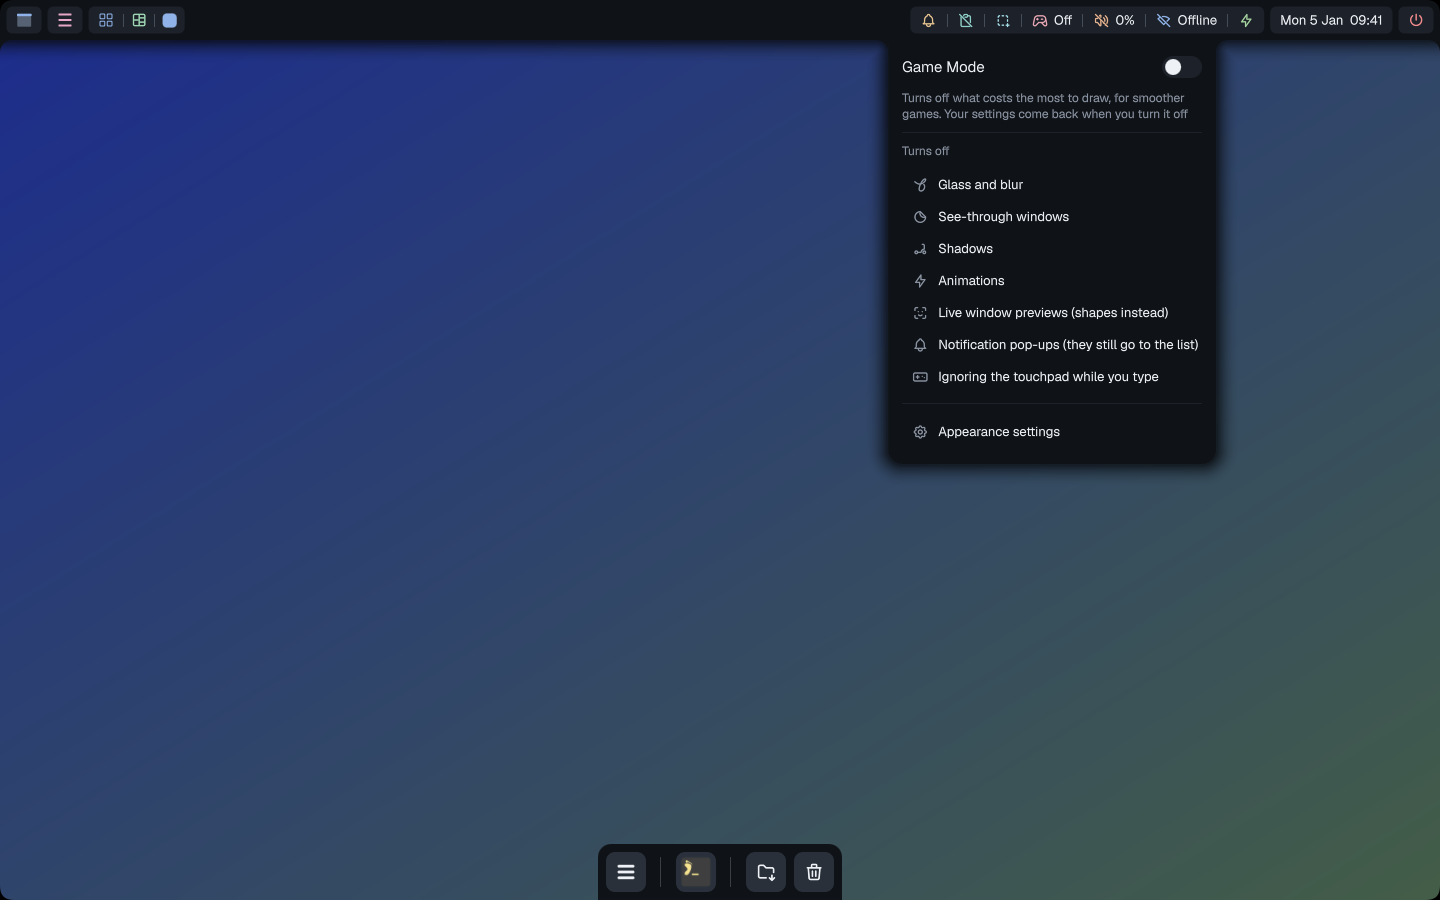 Off
0%
Offline
Mon 5 Jan 09:41
Game Mode
Turns off what costs the most to draw, for smoother
games. Your settings come back when you turn it off
Turns off
Glass and blur
See-through windows
Shadows
Animations
Live window previews (shapes instead)
Notification pop-ups (they still go to the list)
Ignoring the touchpad while you type
Appearance settings